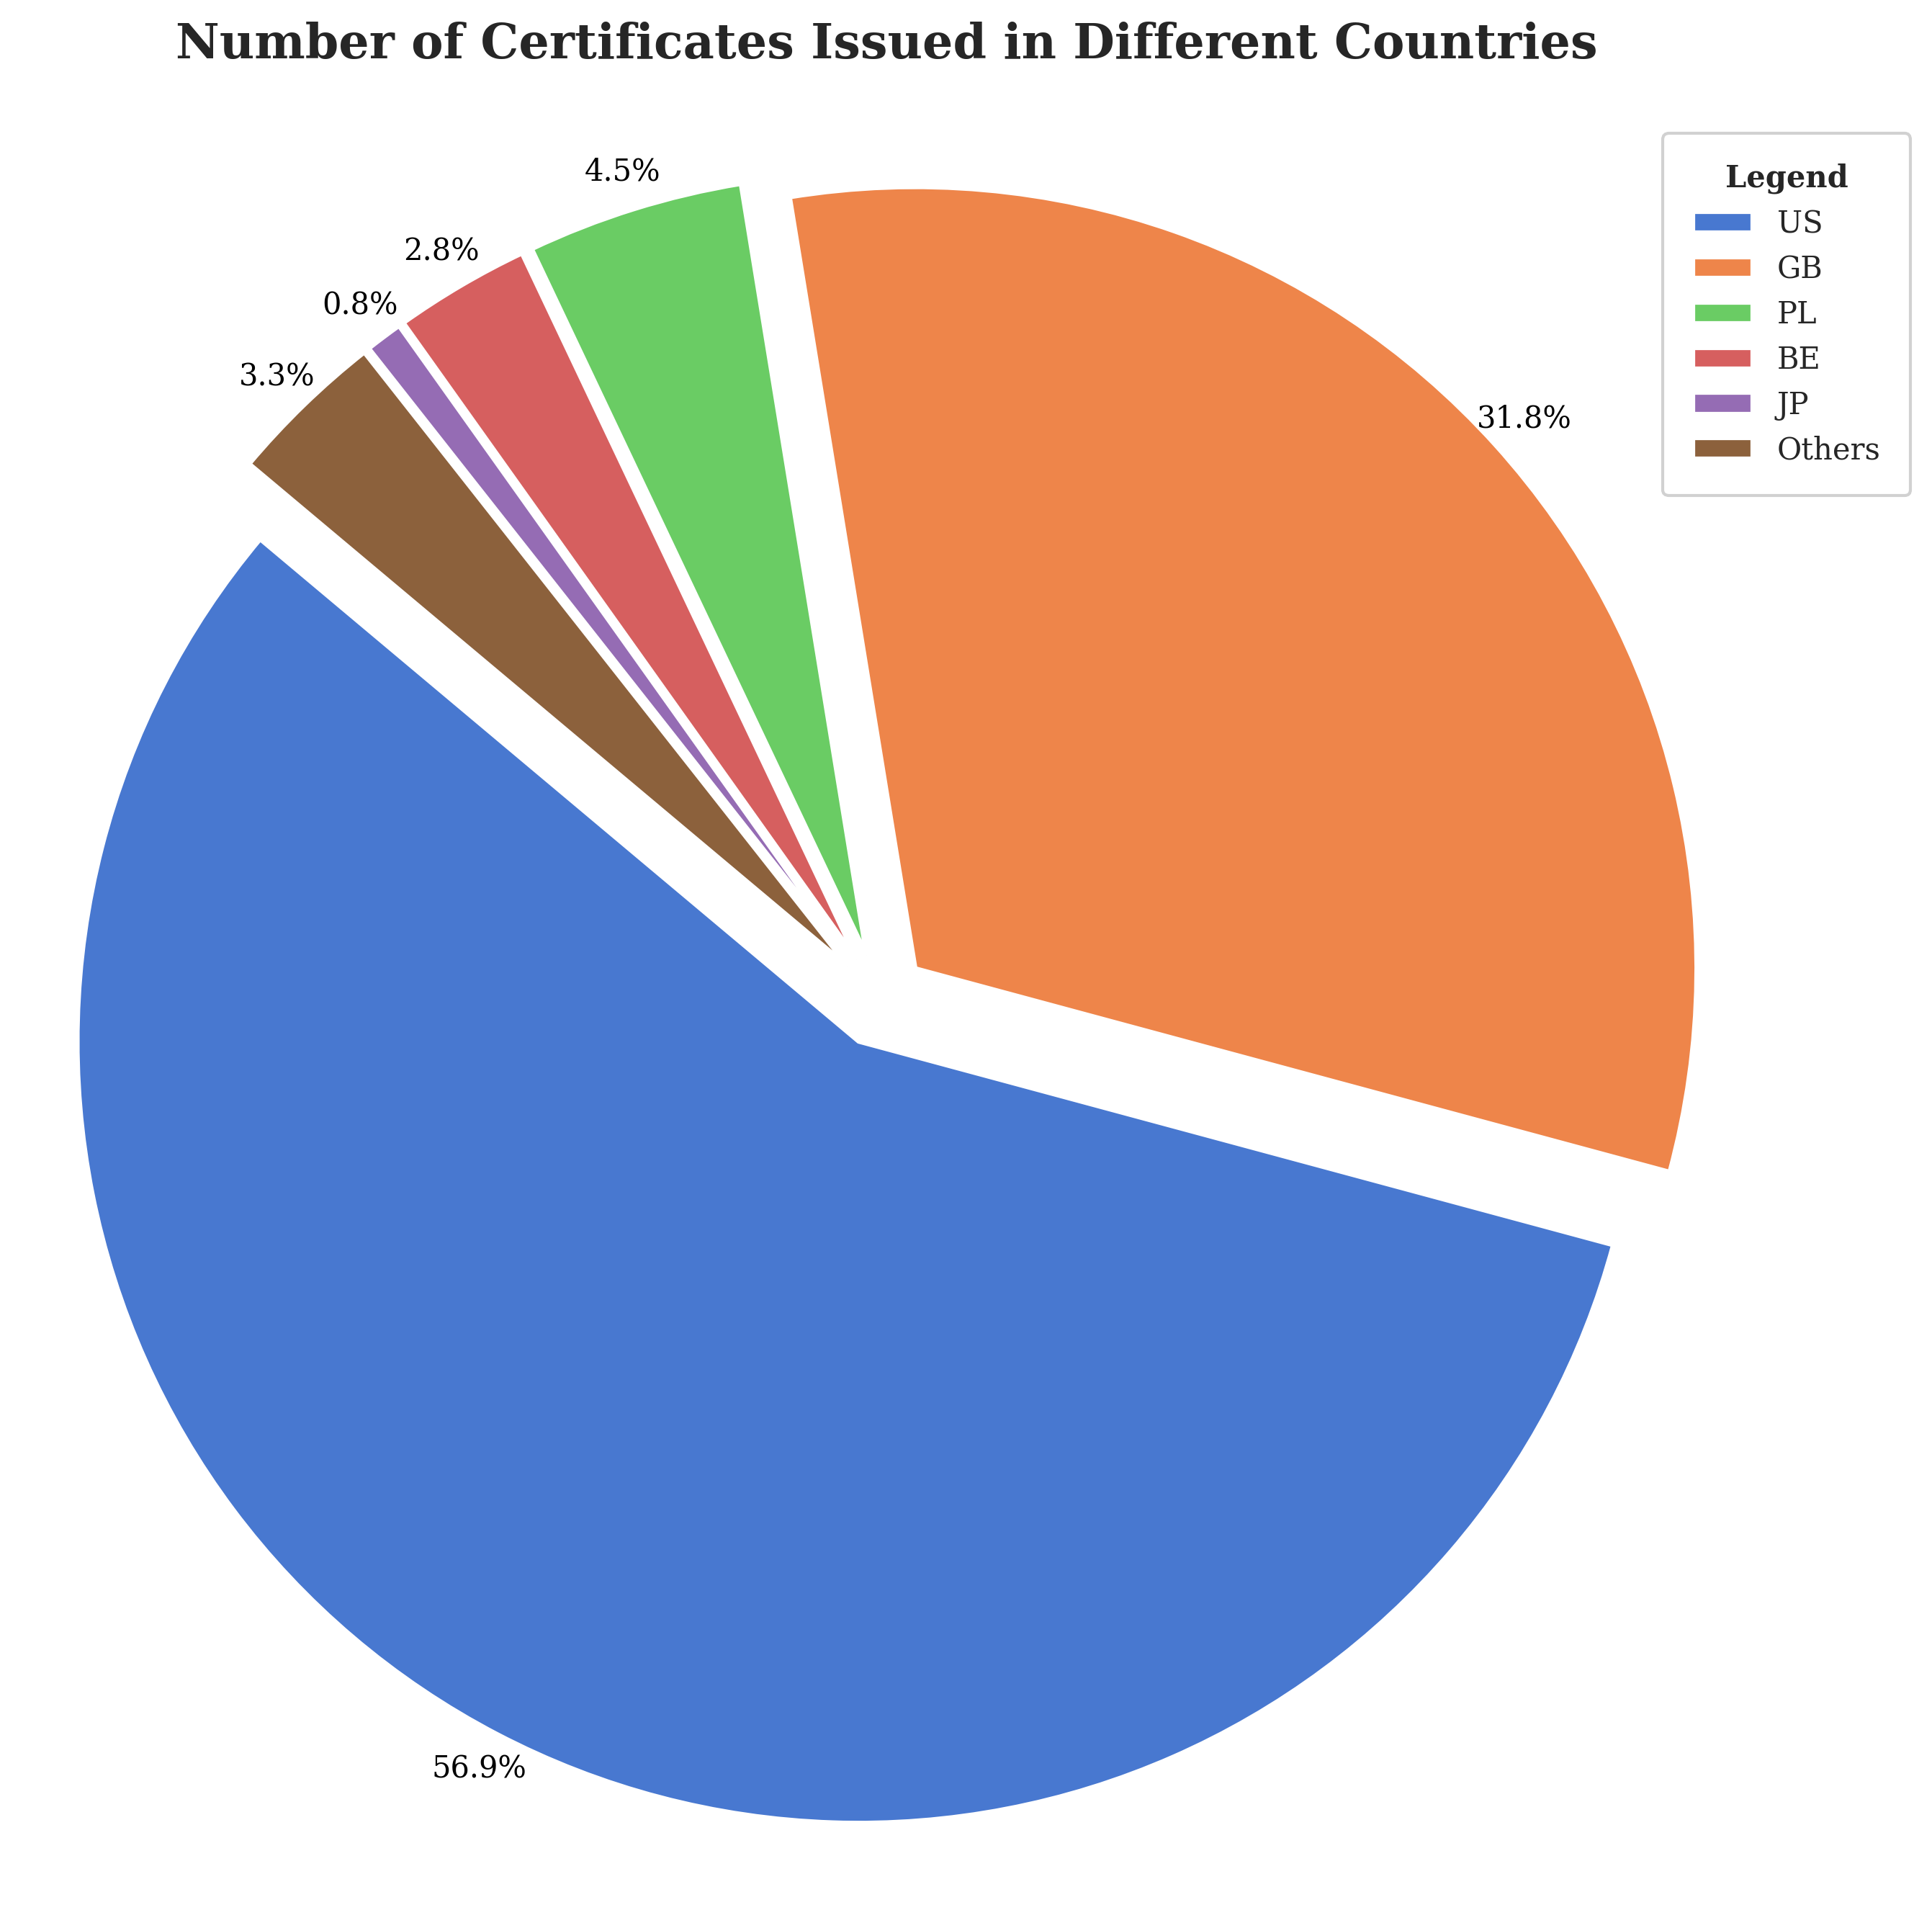 Number of Certificates Issued in Different Countries
Legend
US
GB
PL
BE
JP
Others
4.5%
2.8%
0.8%
3.3%
31.8%
56.9%